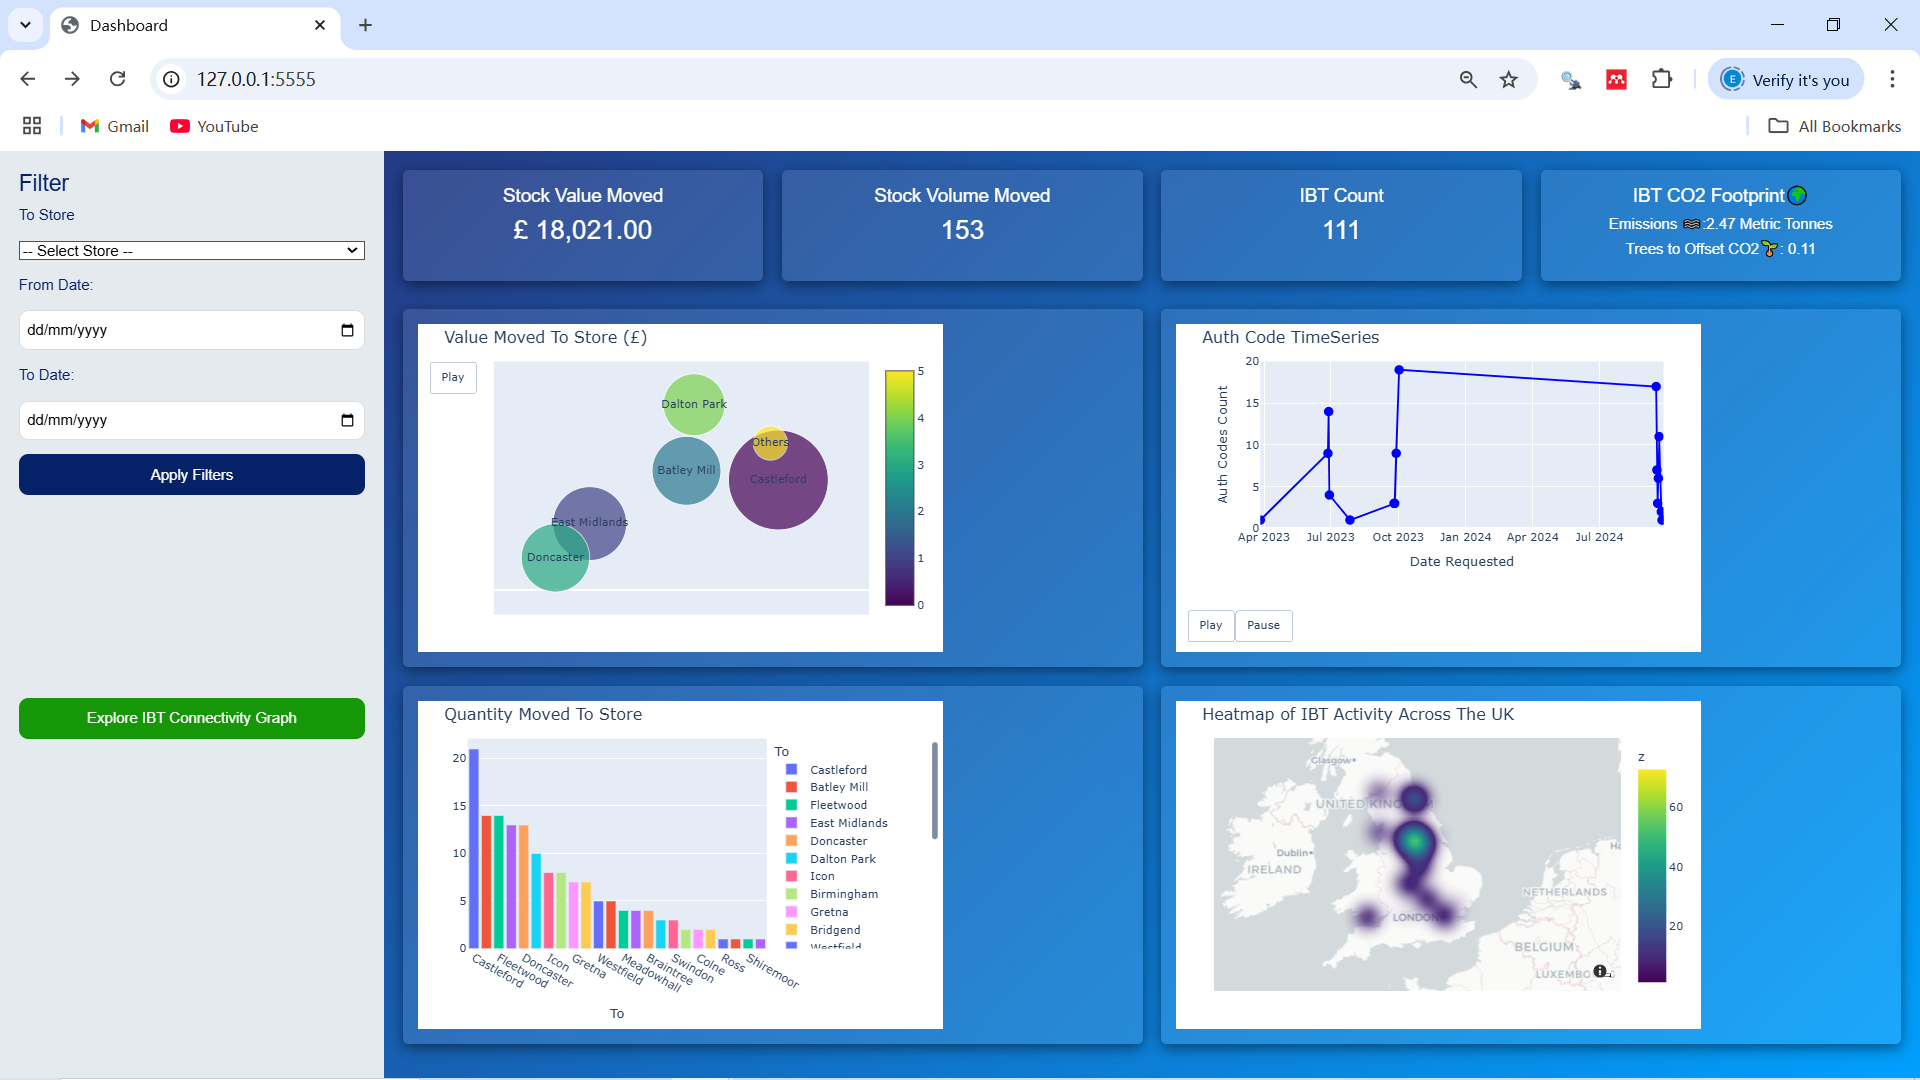 Dashboard
127.0.0.1:5555
Verify it's you
Gmail
YouTube
All Bookmarks
Filter
To Store
-- Select Store --
From Date:
dd/mm/yyyy
To Date:
dd/mm/yyyy
Apply Filters
Explore IBT Connectivity Graph
Stock Value Moved
£ 18,021.00
Stock Volume Moved
153
IBT Count
111
IBT CO2 Footprint
Emissions :2.47 Metric Tonnes
Trees to Offset CO2 : 0.11
Value Moved To Store (£)
Play
Dalton Park
Others
Batley Mill
Castleford
East Midlands
Doncaster
5
4
3
2
1
0
Auth Code TimeSeries
Auth Codes Count
20
15
10
5
0
Apr 2023
Jul 2023
Oct 2023
Jan 2024
Apr 2024
Jul 2024
Date Requested
Play
Pause
Quantity Moved To Store
20
15
10
5
0
Castleford
Fleetwood
Doncaster
Icon
Gretna
Westfield
Meadowhall
Braintree
Swindon
Colne
Ross
Shiremoor
To
To
Castleford
Batley Mill
Fleetwood
East Midlands
Doncaster
Dalton Park
Icon
Birmingham
Gretna
Bridgend
Westfield
Heatmap of IBT Activity Across The UK
Glasgow
UNITED KING
Dublin
IRELAND
LONDON
NETHERLANDS
BELGIUM
Ha
z
60
40
20